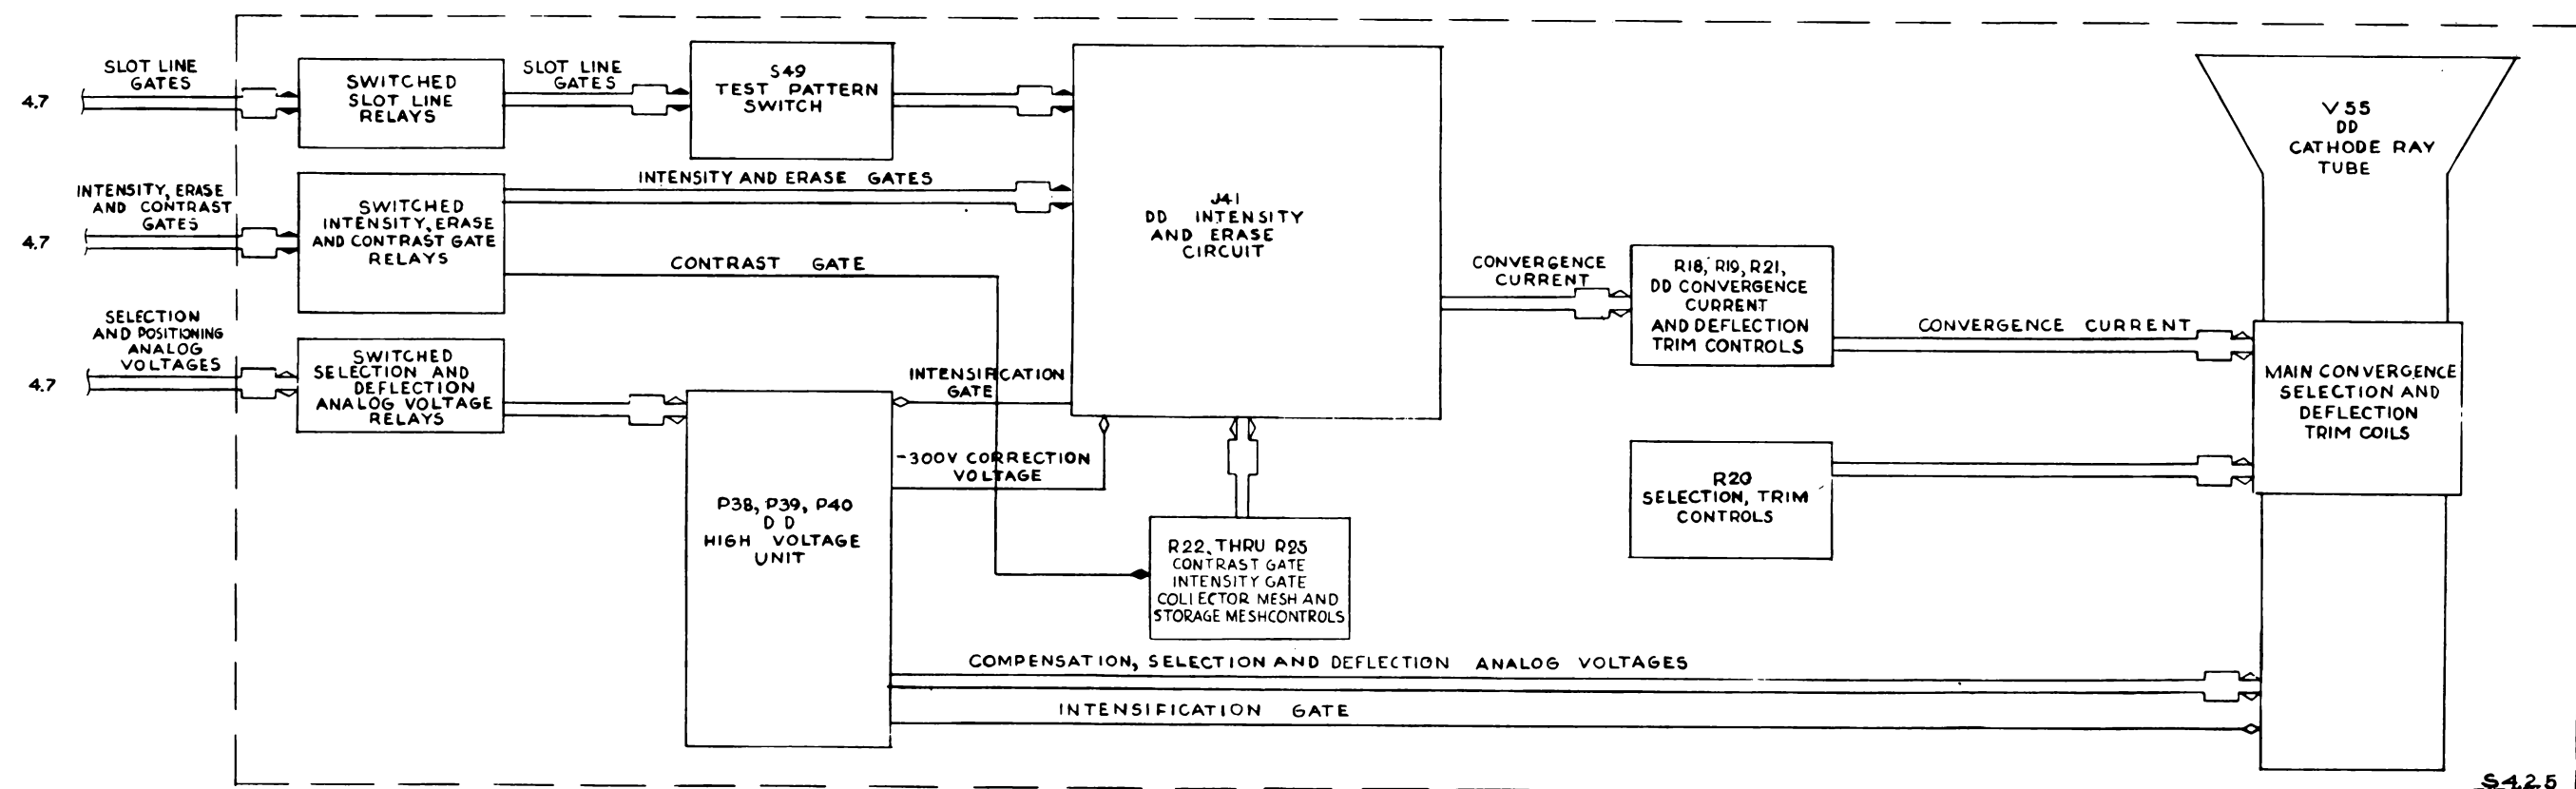 SLOT LINE
GATES
4.7
SWITCHED
SLOT LINE
RELAYS
SLOT LINE
GATES
S49
TEST PATTERN
SWITCH
INTENSITY, ERASE
AND CONTRAST
GATES
4.7
SWITCHED
INTENSITY, ERASE
AND CONTRAST GATE
RELAYS
INTENSITY AND ERASE GATES
CONTRAST GATE
J41
DD INTENSITY
AND ERASE
CIRCUIT
SELECTION
AND POSITIONING
ANALOG
VOLTAGES
4.7
SWITCHED
SELECTION AND
DEFLECTION
ANALOG VOLTAGE
RELAYS
INTENSIFICATION
GATE
-300V CORRECTION
VOLTAGE
P38, P39, P40
D D
HIGH VOLTAGE
UNIT
R22, THRU R25
CONTRAST GATE
INTENSITY GATE
COLLECTOR MESH AND
STORAGE MESHCONTROLS
CONVERGENCE
CURRENT
R18, R19, R21,
DD CONVERGENCE
CURRENT
AND DEFLECTION
TRIM CONTROLS
CONVERGENCE CURRENT
R20
SELECTION, TRIM
CONTROLS
V55
DD
CATHODE RAY
TUBE
MAIN CONVERGENCE
SELECTION AND
DEFLECTION
TRIM COILS
COMPENSATION, SELECTION AND DEFLECTION ANALOG VOLTAGES
INTENSIFICATION GATE
S425